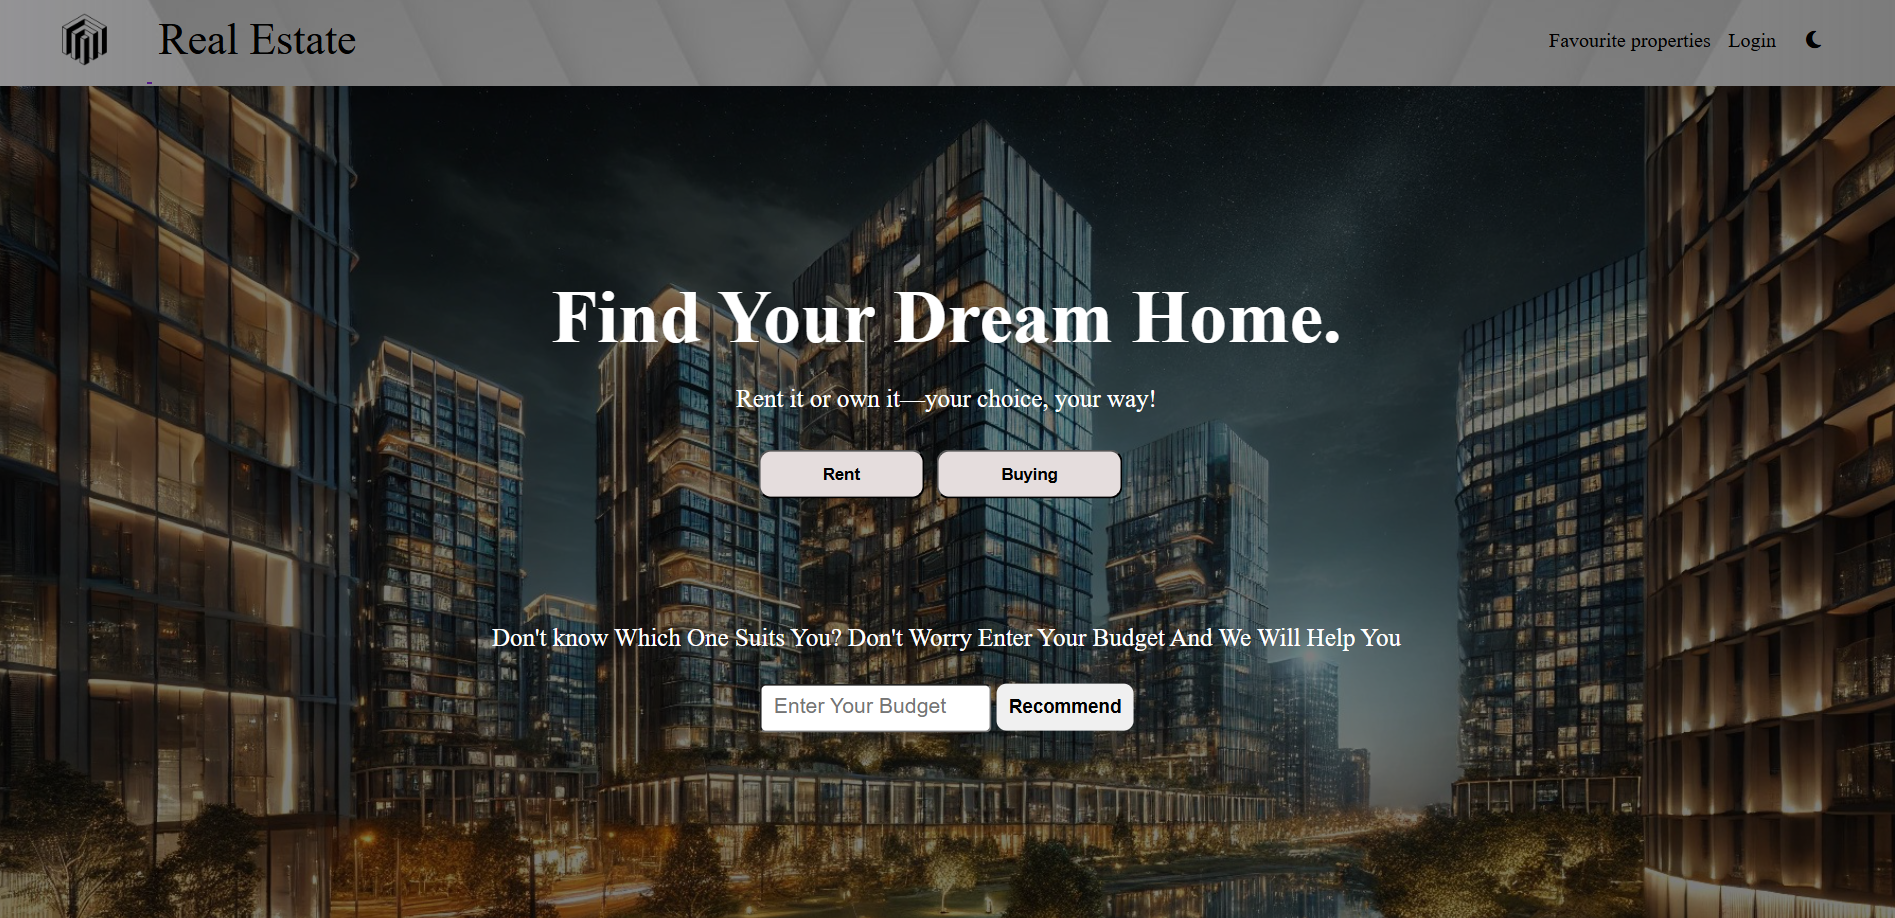 Real Estate
Favourite properties Login
Find Your Dream Home.
Rent it or own it—your choice, your way!
Rent Buying
Don't know Which One Suits You? Don't Worry Enter Your Budget And We Will Help You
Enter Your Budget Recommend